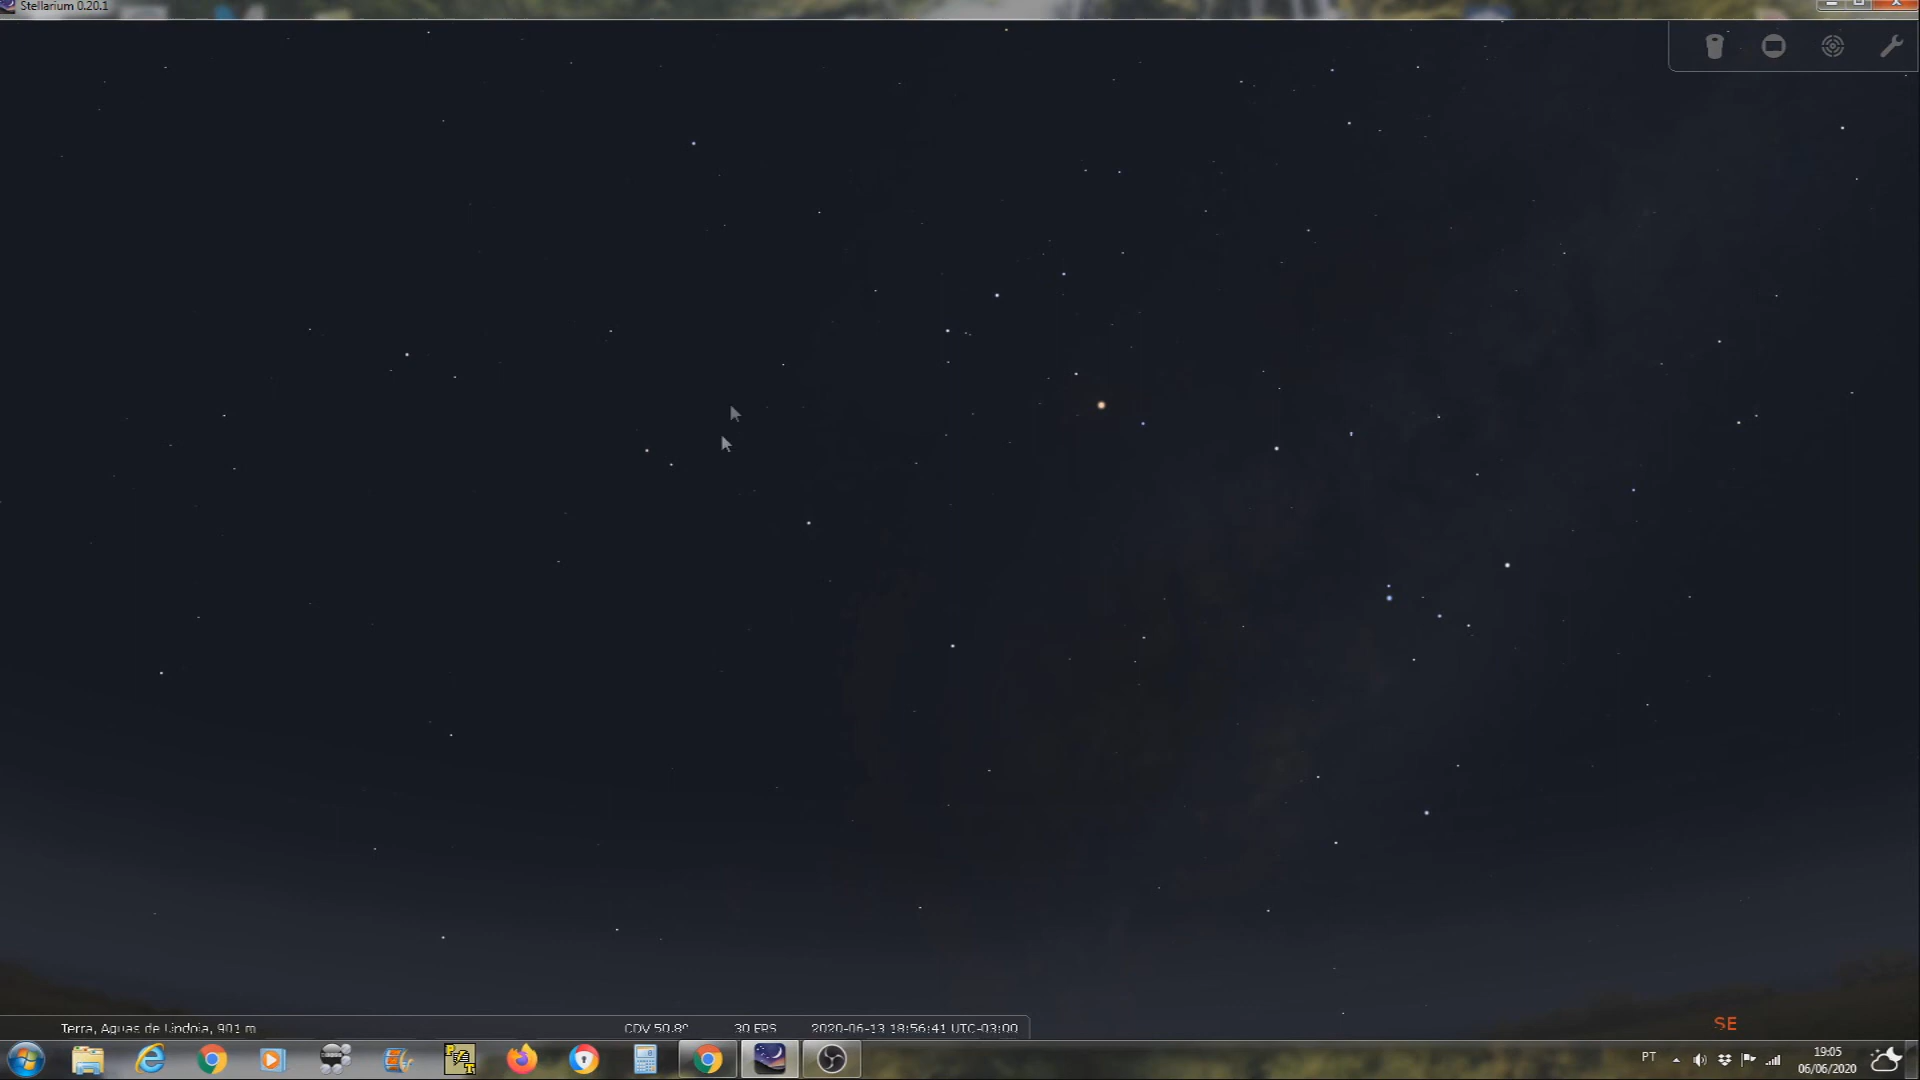 Stellarium 0.20.1
Terra, Aguas de Lindoia, 901 m
CDV 50.8º
30 FPS
2020-06-13 18:56:41 UTC-03:00
SE
PT
19:05
06/06/2020